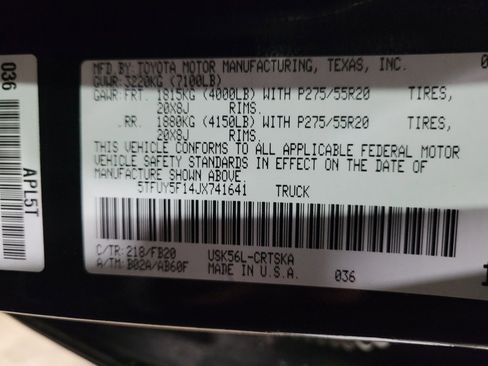 MFD.BY:TOYOTA MOTOR MANUFACTURING, TEXAS, INC.
GVWR:3220KG (7100LB)
GAWR:FRT. 1815KG (4000LB) WITH P275/55R20 TIRES,
20X8J RIMS.
.RR. 1880KG (4150LB) WITH P275/55R20 TIRES,
20X8J RIMS.
THIS VEHICLE CONFORMS TO ALL APPLICABLE FEDERAL MOTOR
VEHICLE SAFETY STANDARDS IN EFFECT ON THE DATE OF
MANUFACTURE SHOWN ABOVE.
5TFUY5F14JX741641 TRUCK
C/TR:218/FB20 USK56L-CRTSKA
A/TM:B02A/AB60F MADE IN U.S.A. 036
036
API5T